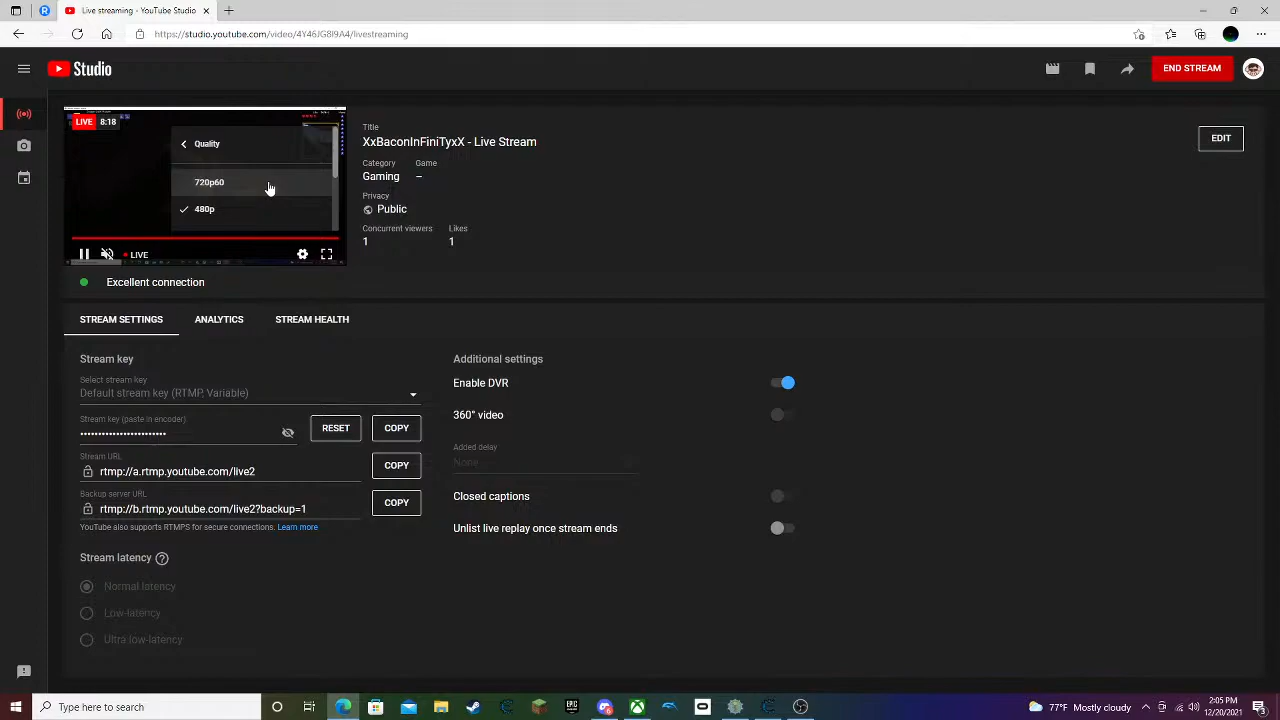 Live streaming - YouTube Studio
https://studio.youtube.com/video/4Y46JG8I9A4/livestreaming
Studio
END STREAM
LIVE 8:18
Quality
720p60
480p
LIVE
Title
XxBaconInFiniTyxX - Live Stream
EDIT
Category Game
Gaming –
Privacy
Public
Concurrent viewers Likes
1 1
Excellent connection
STREAM SETTINGS ANALYTICS STREAM HEALTH
Stream key
Select stream key
Default stream key (RTMP, Variable)
Stream key (paste in encoder)
••••••••••••••••••••••••
RESET COPY
Stream URL
rtmp://a.rtmp.youtube.com/live2
COPY
Backup server URL
rtmp://b.rtmp.youtube.com/live2?backup=1
COPY
YouTube also supports RTMPS for secure connections. Learn more
Stream latency
Normal latency
Low-latency
Ultra low-latency
Additional settings
Enable DVR
360° video
Added delay
None
Closed captions
Unlist live replay once stream ends
Type here to search
77°F Mostly cloudy
2:05 PM
12/20/2021